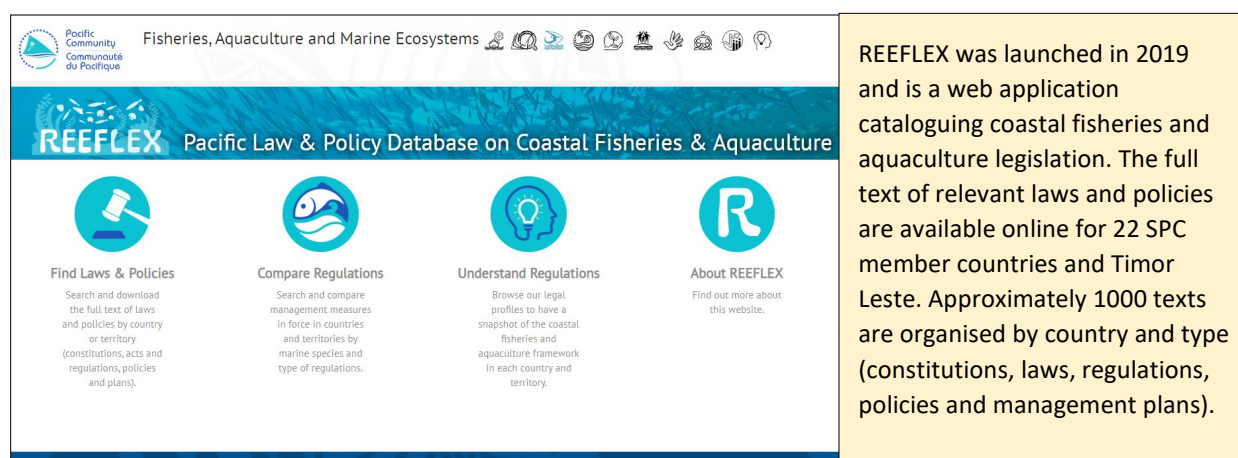 Pacific
Community
Communauté
du Pacifique
Fisheries, Aquaculture and Marine Ecosystems
REEFLEX
Pacific Law & Policy Database on Coastal Fisheries & Aquaculture
R
Find Laws & Policies
Search and download
the full text of laws
and policies by country
or territory
(constitutions, acts and
regulations, policies
and plans).
Compare Regulations
Search and compare
management measures
in force in countries
and territories by
marine species and
type of regulations.
Understand Regulations
Browse our legal
profiles to have a
snapshot of the coastal
fisheries and
aquaculture framework
in each country and
territory.
About REEFLEX
Find out more about
this website.
REEFLEX was launched in 2019
and is a web application
cataloguing coastal fisheries and
aquaculture legislation. The full
text of relevant laws and policies
are available online for 22 SPC
member countries and Timor
Leste. Approximately 1000 texts
are organised by country and type
(constitutions, laws, regulations,
policies and management plans).